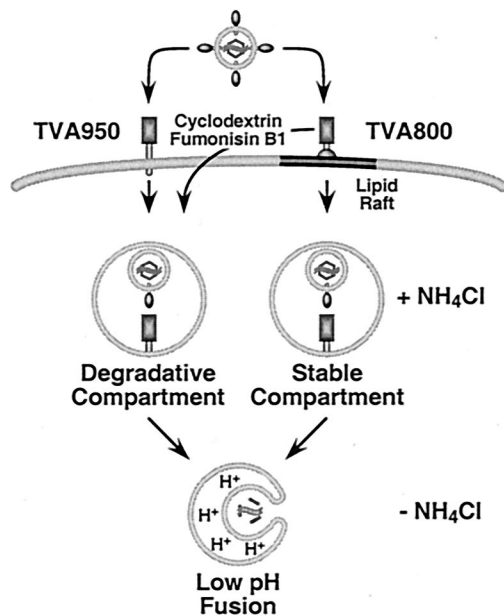 TVA950
Cyclodextrin
Fumonisin B1
TVA800
Lipid
Raft
+ NH₄Cl
Degradative
Compartment
Stable
Compartment
H⁺
H⁺
H⁺
H⁺
- NH₄Cl
Low pH
Fusion